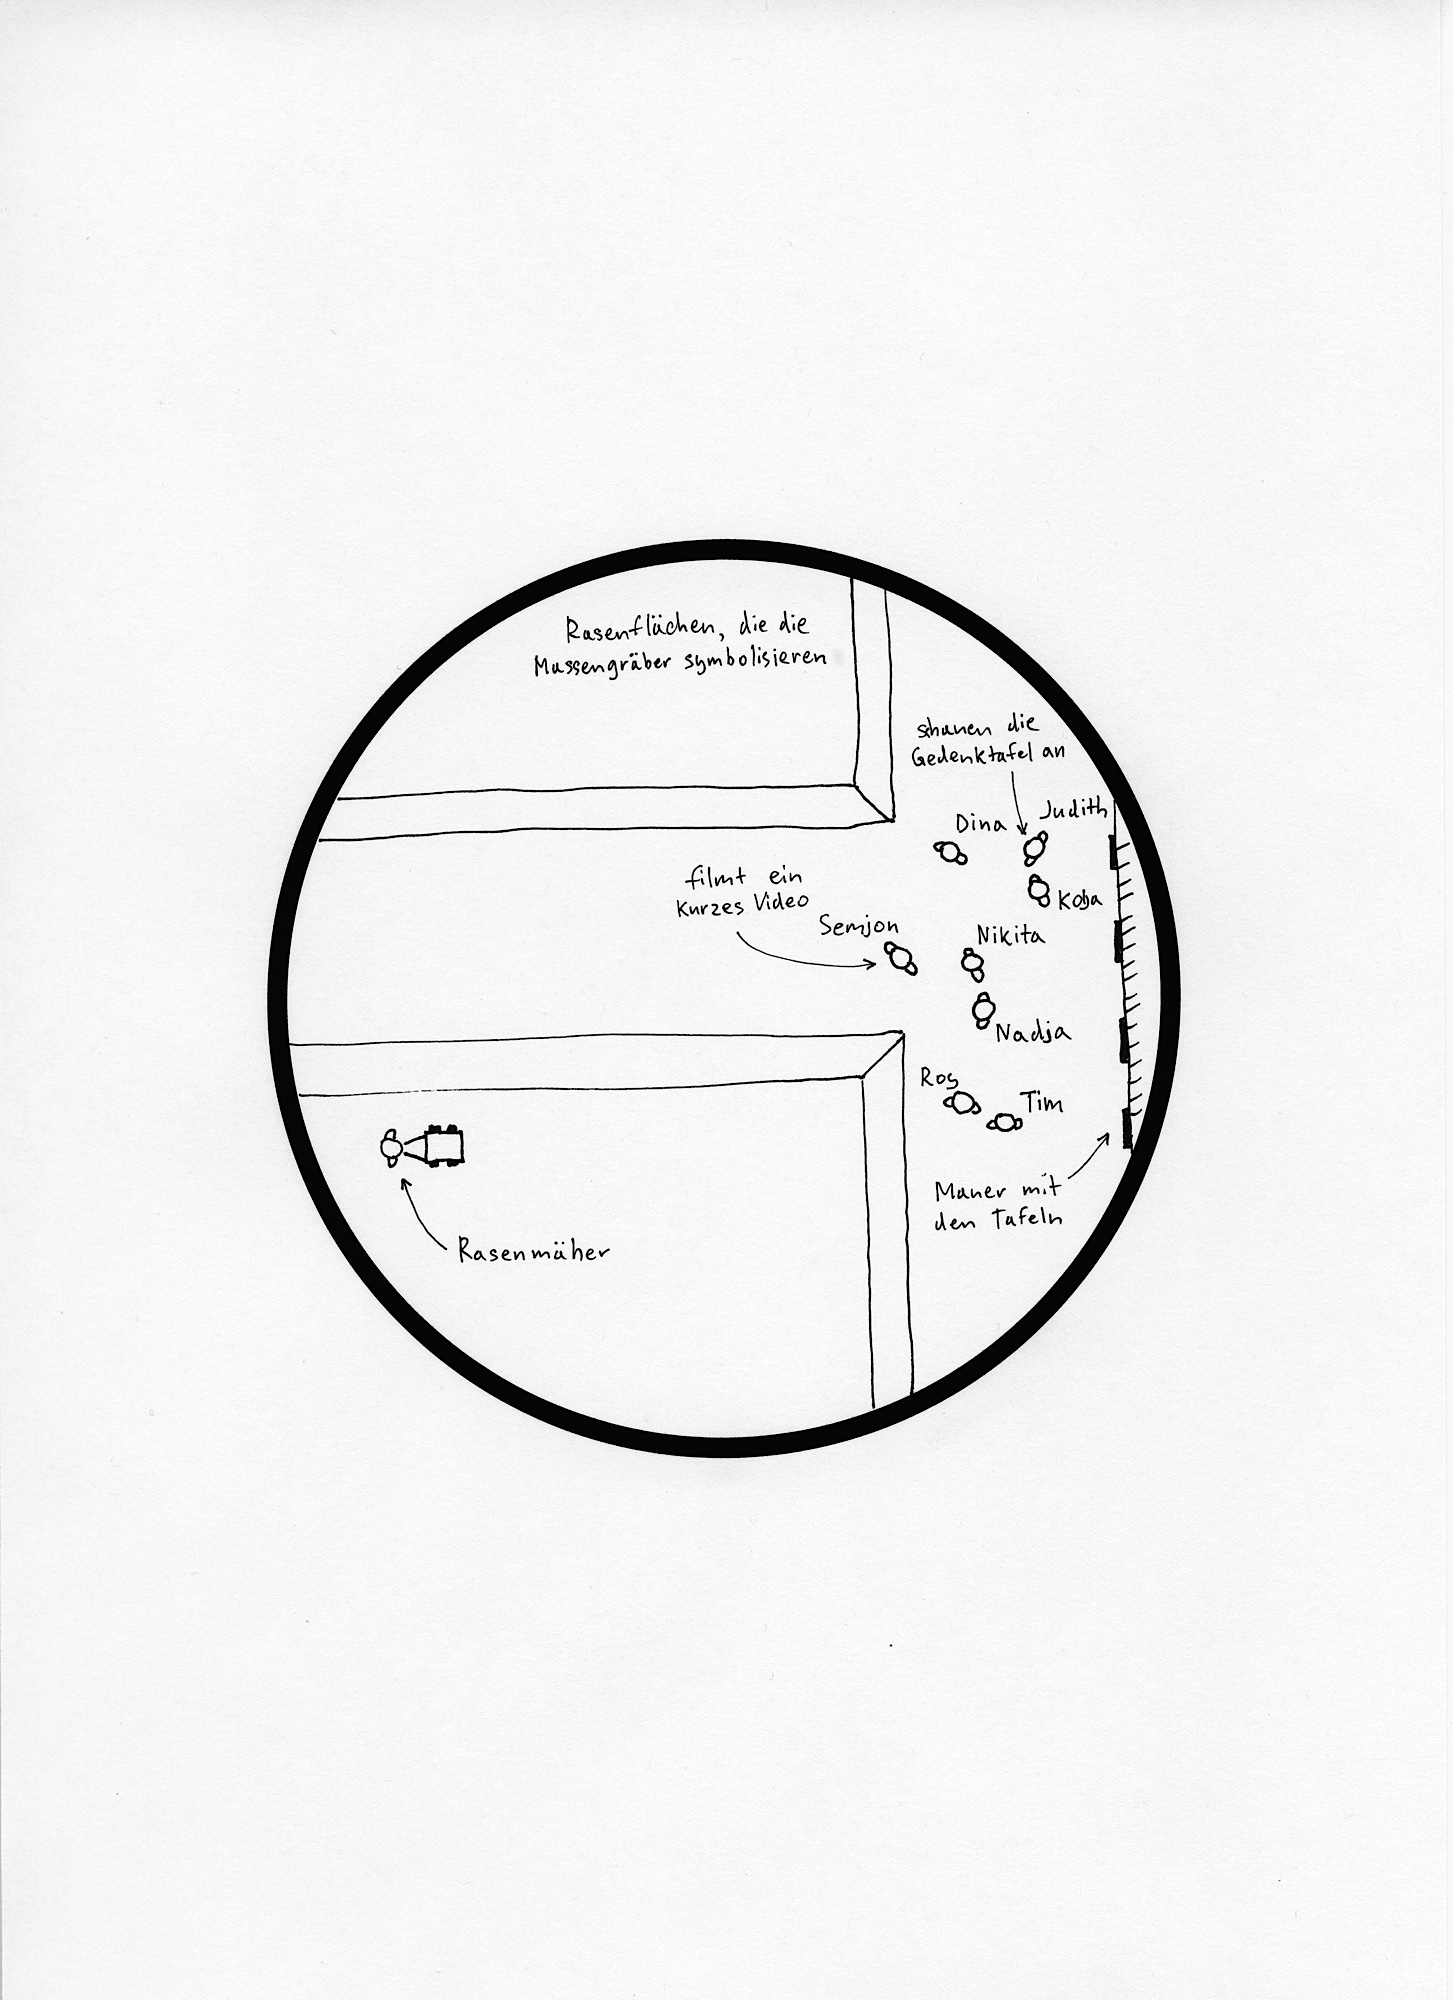 Rasenflächen, die die
Massengräber symbolisieren
schauen die
Gedenktafel an
Judith
Dina
filmt ein
kurzes Video
Koba
Semjon
Nikita
Nadja
Ros
Tim
Mauer mit
den Tafeln
Rasenmäher